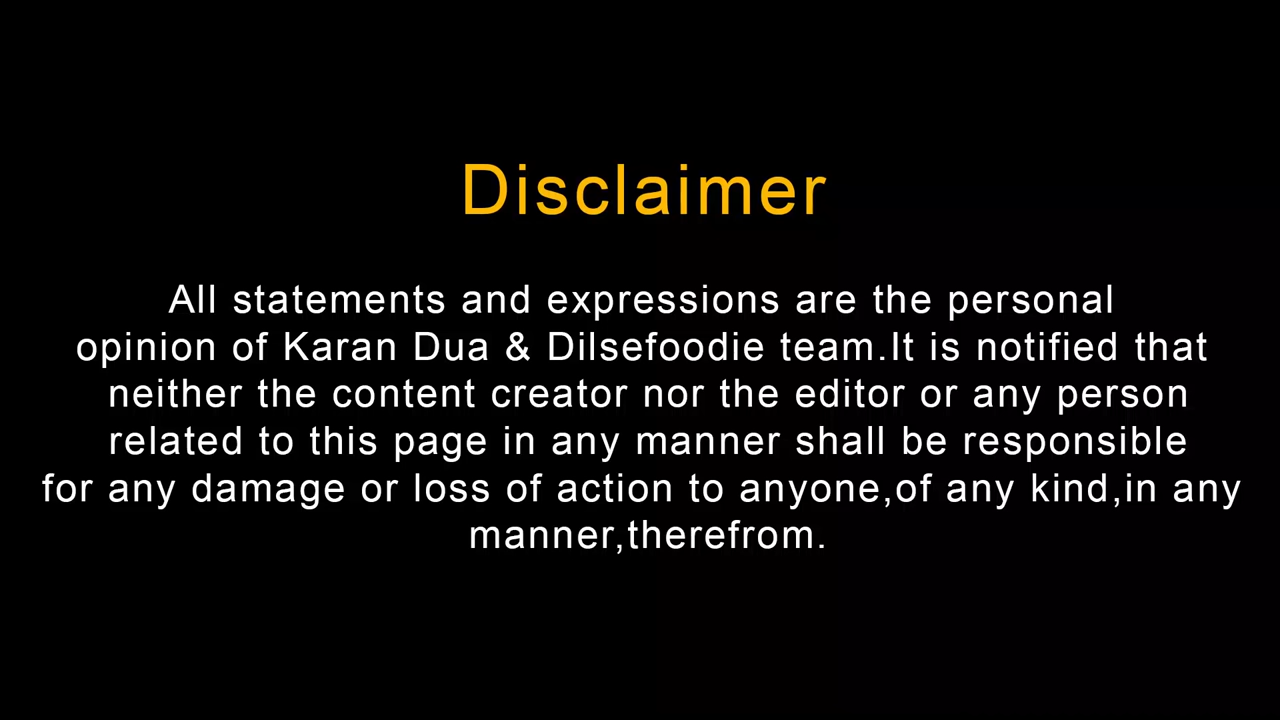 Disclaimer
All statements and expressions are the personal
opinion of Karan Dua & Dilsefoodie team.It is notified that
neither the content creator nor the editor or any person
related to this page in any manner shall be responsible
for any damage or loss of action to anyone,of any kind,in any
manner,therefrom.